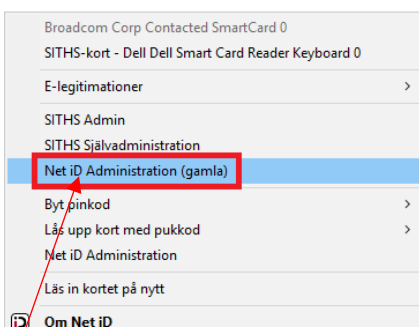 Broadcom Corp Contacted SmartCard 0
SITHS-kort - Dell Dell Smart Card Reader Keyboard 0
E-legitimationer
SITHS Admin
SITHS Självadministration
Net iD Administration (gamla)
Byt pinkod
Lås upp kort med pukkod
Net iD Administration
Läs in kortet på nytt
Om Net iD